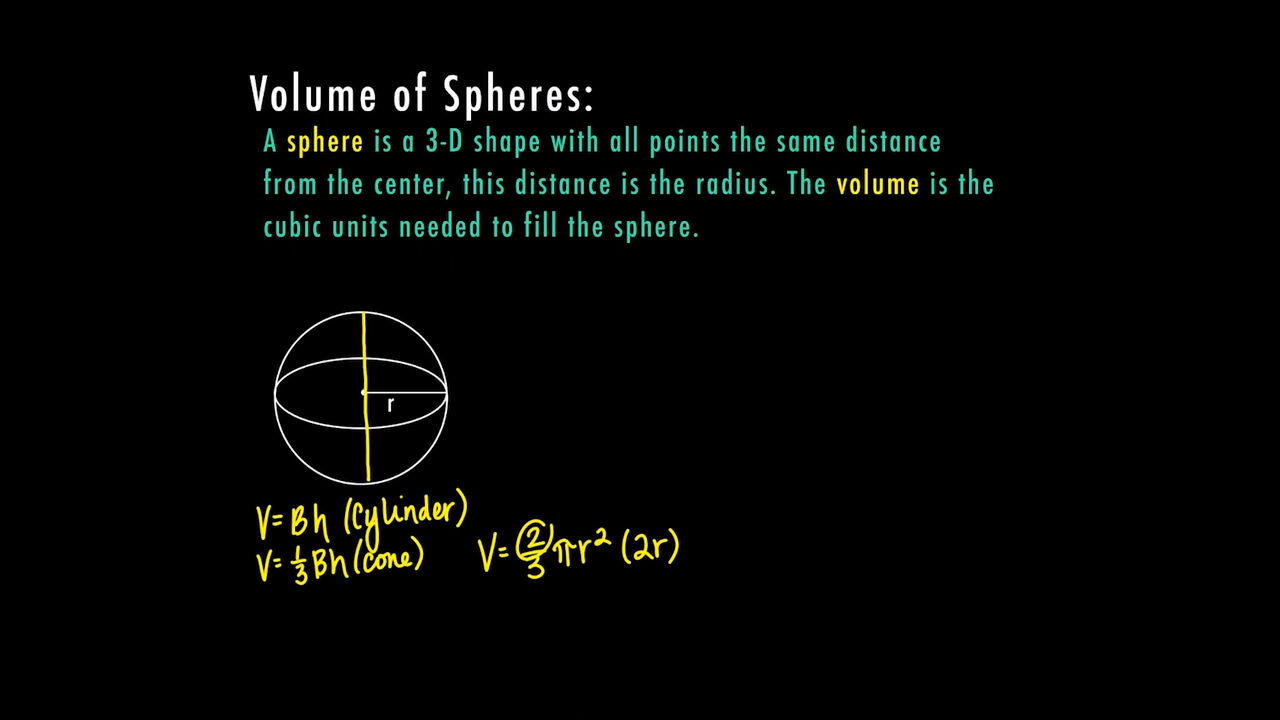 Volume of Spheres:
A sphere is a 3-D shape with all points the same distance
from the center, this distance is the radius. The volume is the
cubic units needed to fill the sphere.
r
V=Bh (Cylinder)
V=⅓Bh (cone)
V=2/3πr² (2r)